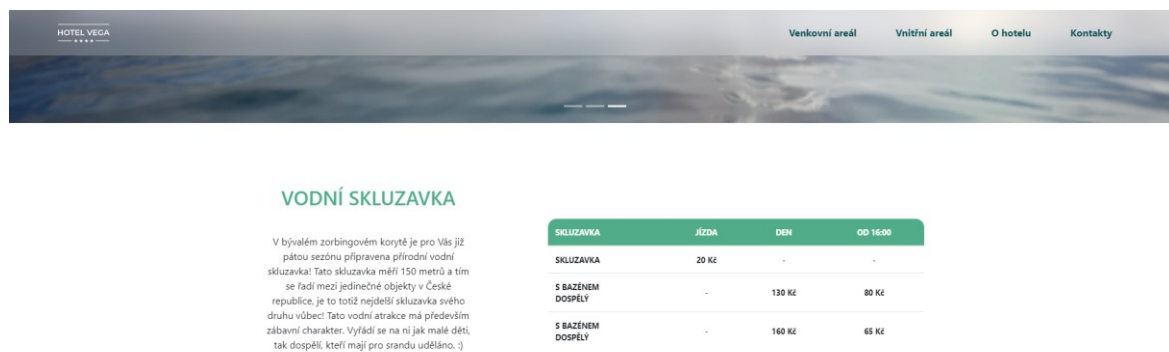 HOTEL VEGA
Venkovní areál Vnitřní areál O hotelu Kontakty
VODNÍ SKLUZAVKA
V bývalém zorbingovém korytě je pro Vás již
pátou sezónu připravena přírodní vodní
skluzavka! Tato skluzavka měří 150 metrů a tím
se řadí mezi jedinečné objekty v České
republice, je to totiž nejdelší skluzavka svého
druhu vůbec! Tato vodní atrakce má především
zábavní charakter. Vyřádí se na ni jak malé děti,
tak dospělí, kteří mají pro srandu uděláno. :)
SKLUZAVKA JÍZDA DEN OD 16:00
SKLUZAVKA 20 Kč - -
S BAZÉNEM
DOSPĚLÝ - 130 Kč 80 Kč
S BAZÉNEM
DOSPĚLÝ - 160 Kč 65 Kč